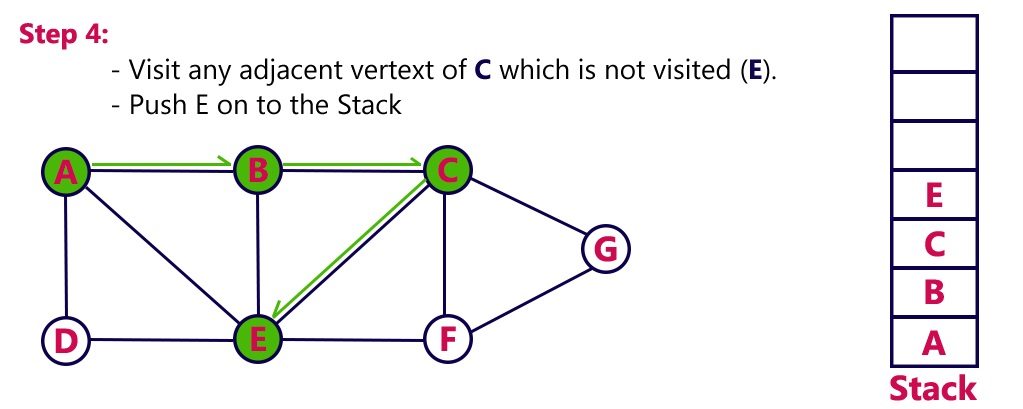 Step 4:
- Visit any adjacent vertext of C which is not visited (E).
- Push E on to the Stack
A B C
G
D E F
E
C
B
A
Stack